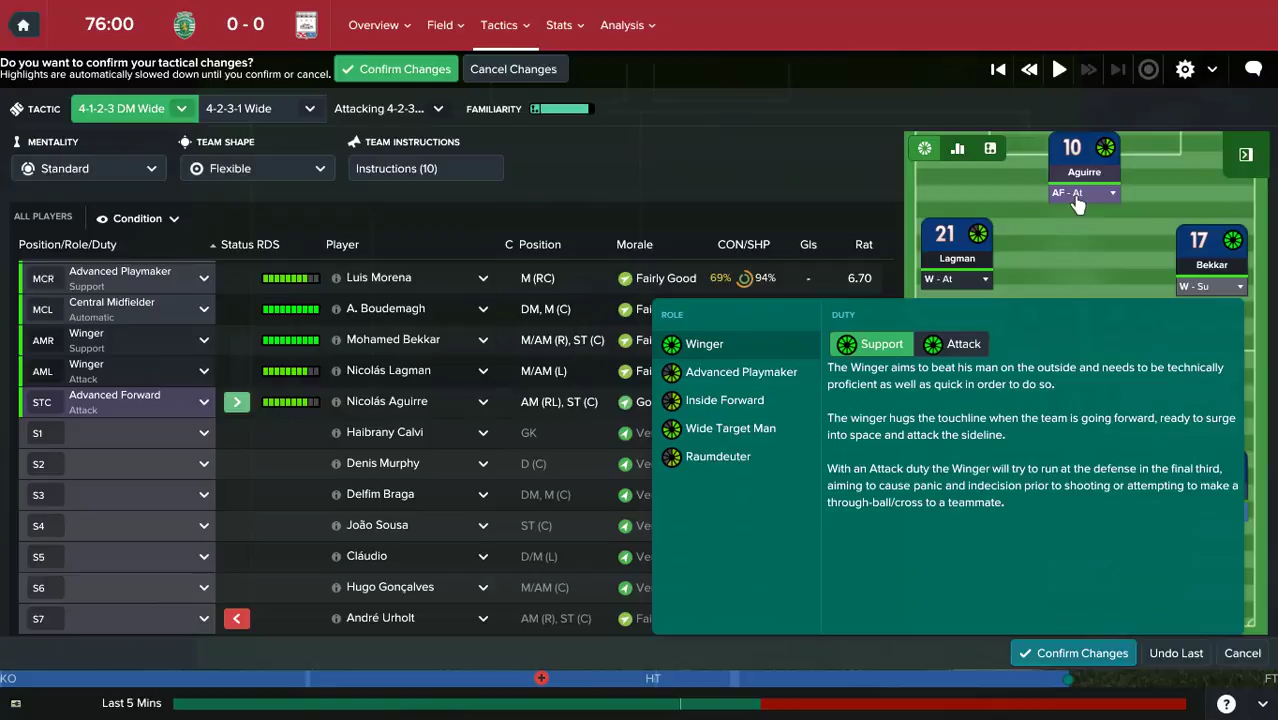 76:00
0 - 0
Overview
Field
Tactics
Stats
Analysis
Do you want to confirm your tactical changes?
Highlights are automatically slowed down until you confirm or cancel.
Confirm Changes
Cancel Changes
TACTIC
4-1-2-3 DM Wide
4-2-3-1 Wide
Attacking 4-2-3...
FAMILIARITY
MENTALITY
TEAM SHAPE
TEAM INSTRUCTIONS
Standard
Flexible
Instructions (10)
ALL PLAYERS
Condition
Position/Role/Duty
Status
RDS
Player
C
Position
Morale
CON/SHP
Gls
Rat
MCR
Advanced Playmaker
Support
Luis Morena
M (RC)
Fairly Good
69%
94%
-
6.70
MCL
Central Midfielder
Automatic
A. Boudemagh
DM, M (C)
Fai
AMR
Winger
Support
Mohamed Bekkar
M/AM (R), ST (C)
Fai
AML
Winger
Attack
Nicolás Lagman
M/AM (L)
Fai
STC
Advanced Forward
Attack
Nicolás Aguirre
AM (RL), ST (C)
Go
S1
Haibrany Calvi
GK
Ve
S2
Denis Murphy
D (C)
Ve
S3
Delfim Braga
DM, M (C)
Ve
S4
João Sousa
ST (C)
Ve
S5
Cláudio
D/M (L)
Ve
S6
Hugo Gonçalves
M/AM (C)
Ve
S7
André Urholt
AM (R), ST (C)
Fai
10
Aguirre
AF - At
21
Lagman
W - At
17
Bekkar
W - Su
ROLE
Winger
Advanced Playmaker
Inside Forward
Wide Target Man
Raumdeuter
DUTY
Support
Attack
The Winger aims to beat his man on the outside and needs to be technically
proficient as well as quick in order to do so.
The winger hugs the touchline when the team is going forward, ready to surge
into space and attack the sideline.
With an Attack duty the Winger will try to run at the defense in the final third,
aiming to cause panic and indecision prior to shooting or attempting to make a
through-ball/cross to a teammate.
Confirm Changes
Undo Last
Cancel
KO
HT
FT
Last 5 Mins
?